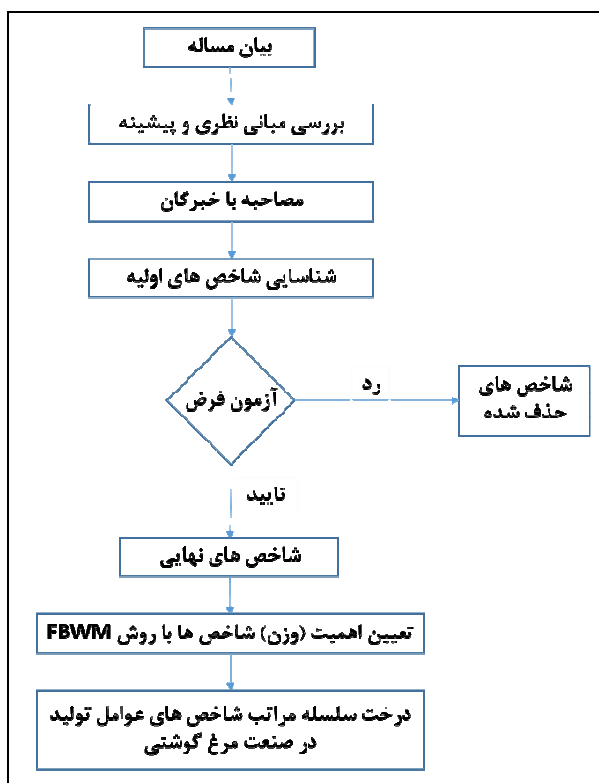 بیان مساله
بررسی مبانی نظری و پیشینه
مصاحبه با خبرگان
شناسایی شاخص های اولیه
آزمون فرض
رد
شاخص های
حذف شده
تایید
شاخص های نهایی
تعیین اهمیت (وزن) شاخص ها با روش FBWM
درخت سلسله مراتب شاخص های عوامل تولید
در صنعت مرغ گوشتی